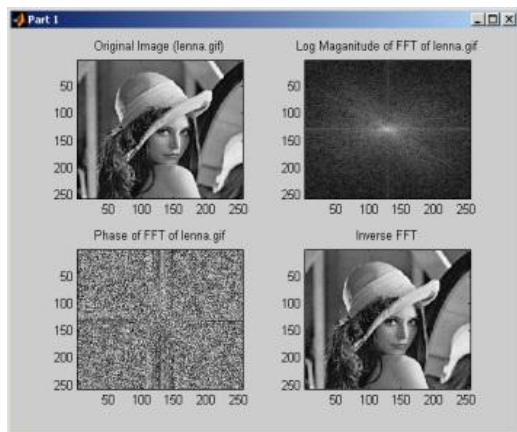 Part 1
Original Image (lenna.gif)
50
100
150
200
250
50 100 150 200 250
Log Maganitude of FFT of lenna.gif
50
100
150
200
250
50 100 150 200 250
Phase of FFT of lenna.gif
50
100
150
200
250
50 100 150 200 250
Inverse FFT
50
100
150
200
250
50 100 150 200 250